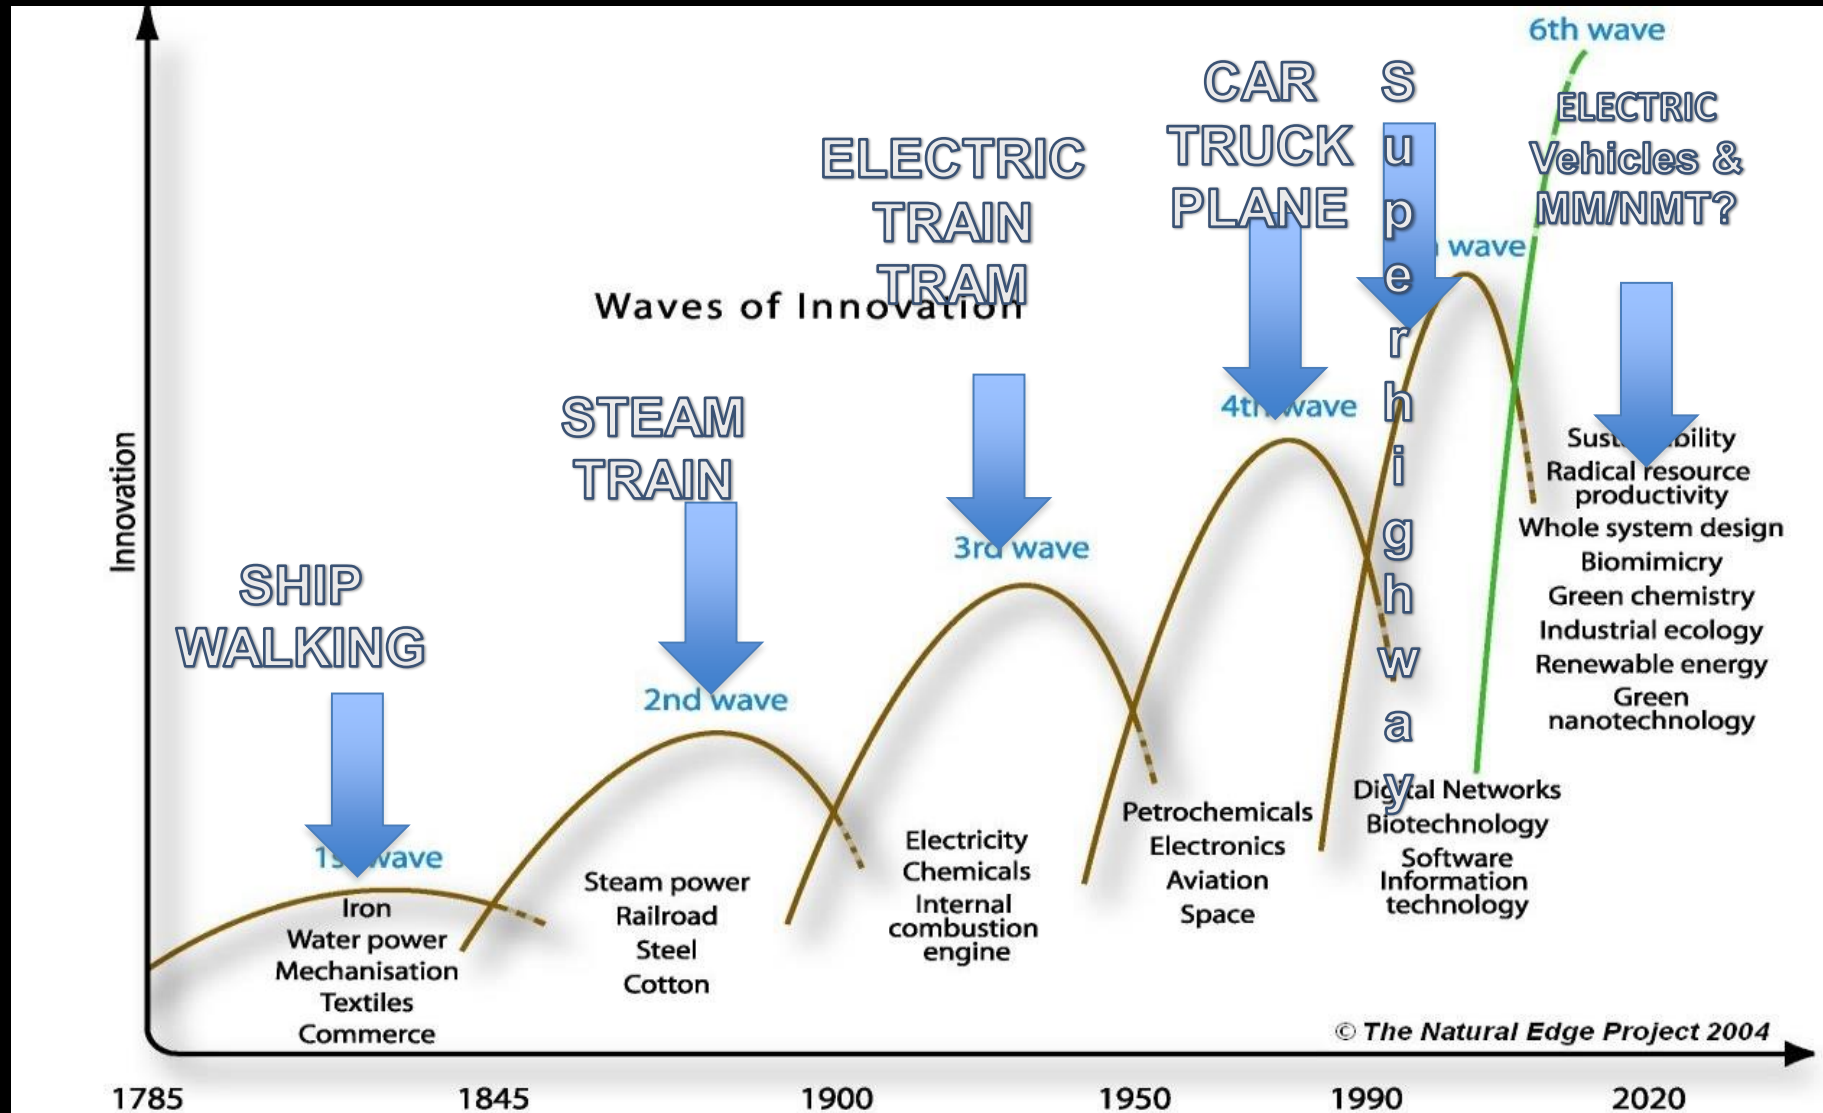 6th wave
CAR
TRUCK
PLANE
Superhighway
ELECTRIC
Vehicles &
MM/NMT?
ELECTRIC
TRAIN
TRAM
wave
Waves of Innovation
STEAM
TRAIN
4th wave
Innovation
3rd wave
SHIP
WALKING
2nd wave
1st wave
Iron
Water power
Mechanisation
Textiles
Commerce
Steam power
Railroad
Steel
Cotton
Electricity
Chemicals
Internal
combustion
engine
Petrochemicals
Electronics
Aviation
Space
Digital Networks
Biotechnology
Software
Information
technology
Sustainability
Radical resource
productivity
Whole system design
Biomimicry
Green chemistry
Industrial ecology
Renewable energy
Green
nanotechnology
© The Natural Edge Project 2004
1785 1845 1900 1950 1990 2020